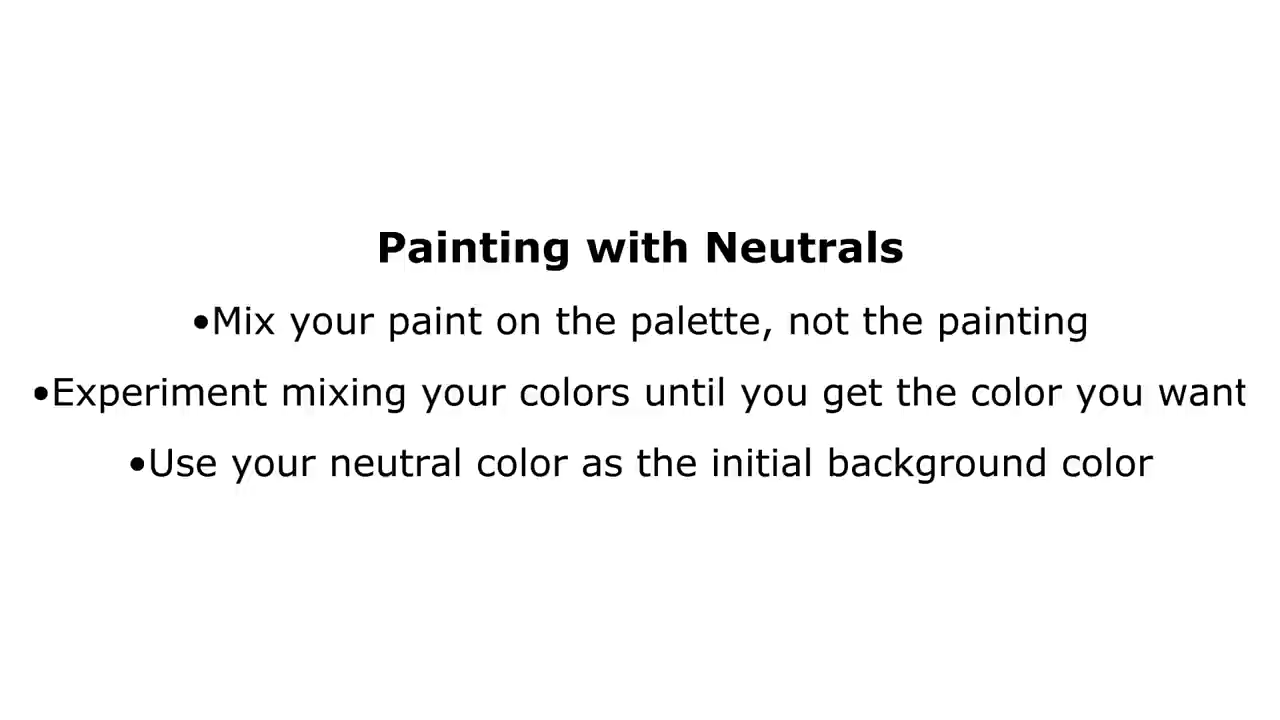 Painting with Neutrals
•Mix your paint on the palette, not the painting
•Experiment mixing your colors until you get the color you want
•Use your neutral color as the initial background color